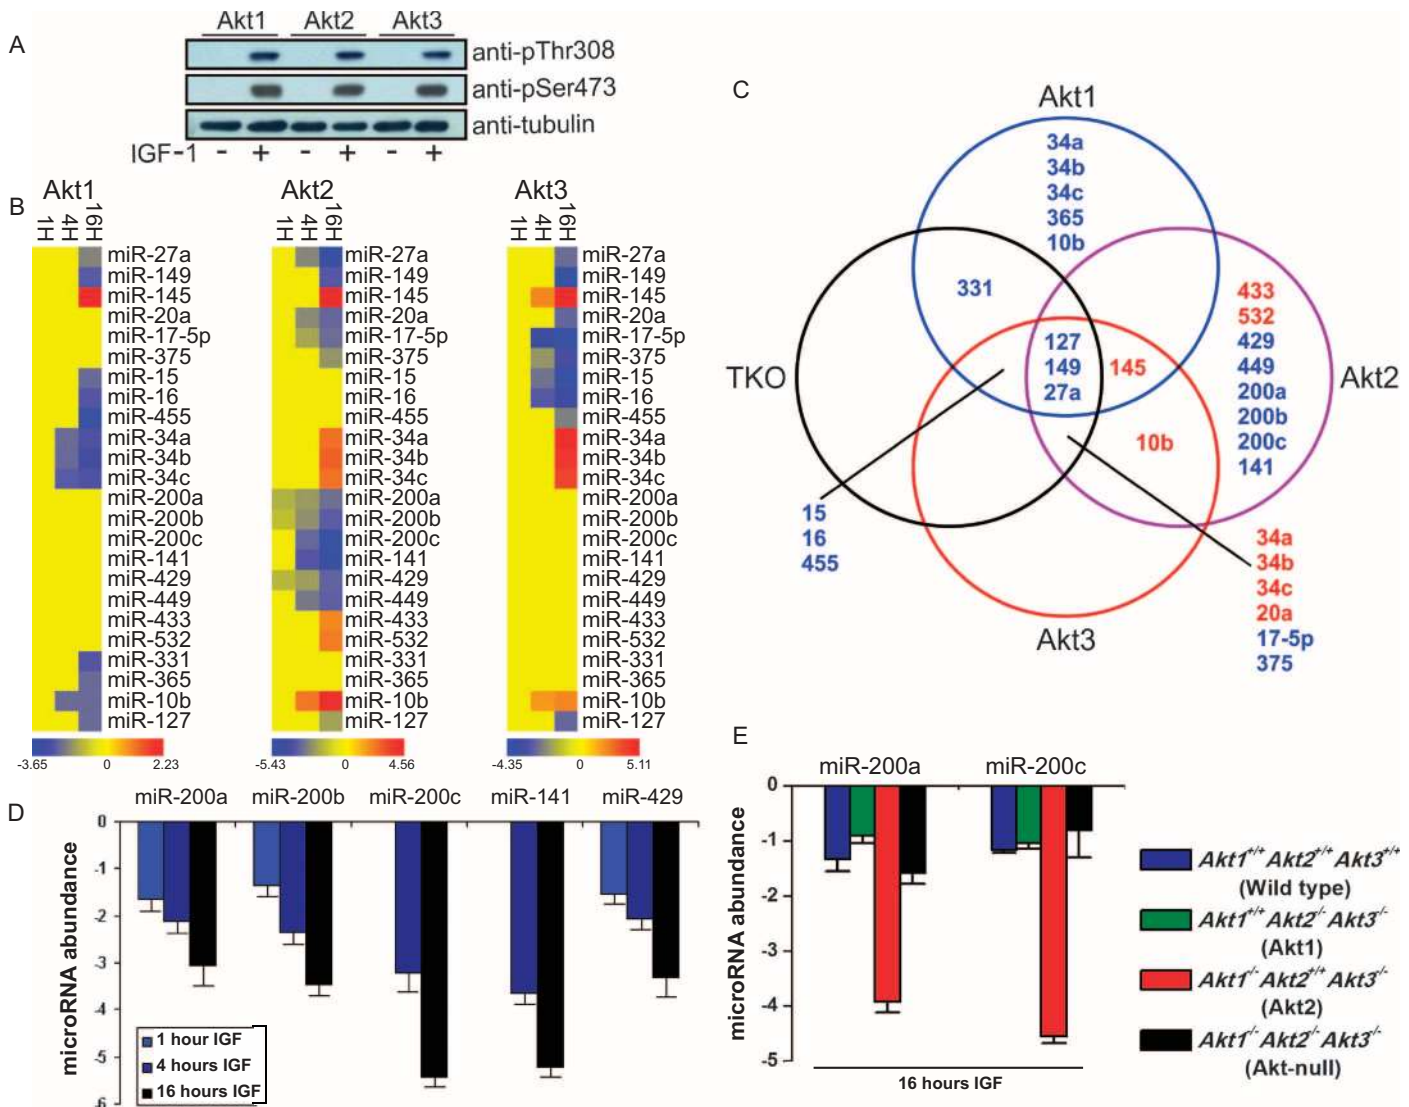 A
Akt1 Akt2 Akt3
anti-pThr308
anti-pSer473
anti-tubulin
IGF-1 - + - + - +
B
Akt1
1H 4H 16H
miR-27a
miR-149
miR-145
miR-20a
miR-17-5p
miR-375
miR-15
miR-16
miR-455
miR-34a
miR-34b
miR-34c
miR-200a
miR-200b
miR-200c
miR-141
miR-429
miR-449
miR-433
miR-532
miR-331
miR-365
miR-10b
miR-127
-3.65 0 2.23
Akt2
1H 4H 16H
miR-27a
miR-149
miR-145
miR-20a
miR-17-5p
miR-375
miR-15
miR-16
miR-455
miR-34a
miR-34b
miR-34c
miR-200a
miR-200b
miR-200c
miR-141
miR-429
miR-449
miR-433
miR-532
miR-331
miR-365
miR-10b
miR-127
-5.43 0 4.56
Akt3
1H 4H 16H
miR-27a
miR-149
miR-145
miR-20a
miR-17-5p
miR-375
miR-15
miR-16
miR-455
miR-34a
miR-34b
miR-34c
miR-200a
miR-200b
miR-200c
miR-141
miR-429
miR-449
miR-433
miR-532
miR-331
miR-365
miR-10b
miR-127
-4.35 0 5.11
C
Akt1
34a
34b
34c
365
10b
331
TKO
127
149
27a
145
10b
433
532
429
449
200a
200b
200c
141
Akt2
15
16
455
Akt3
34a
34b
34c
20a
17-5p
375
D
miR-200a miR-200b miR-200c miR-141 miR-429
microRNA abundance
0
-1
-2
-3
-4
-5
-6
1 hour IGF
4 hours IGF
16 hours IGF
E
miR-200a miR-200c
microRNA abundance
0
-1
-2
-3
-4
-5
16 hours IGF
Akt1+/+ Akt2+/+ Akt3+/+
(Wild type)
Akt1+/+ Akt2-/- Akt3-/-
(Akt1)
Akt1-/- Akt2+/+ Akt3-/-
(Akt2)
Akt1-/- Akt2-/- Akt3-/-
(Akt-null)